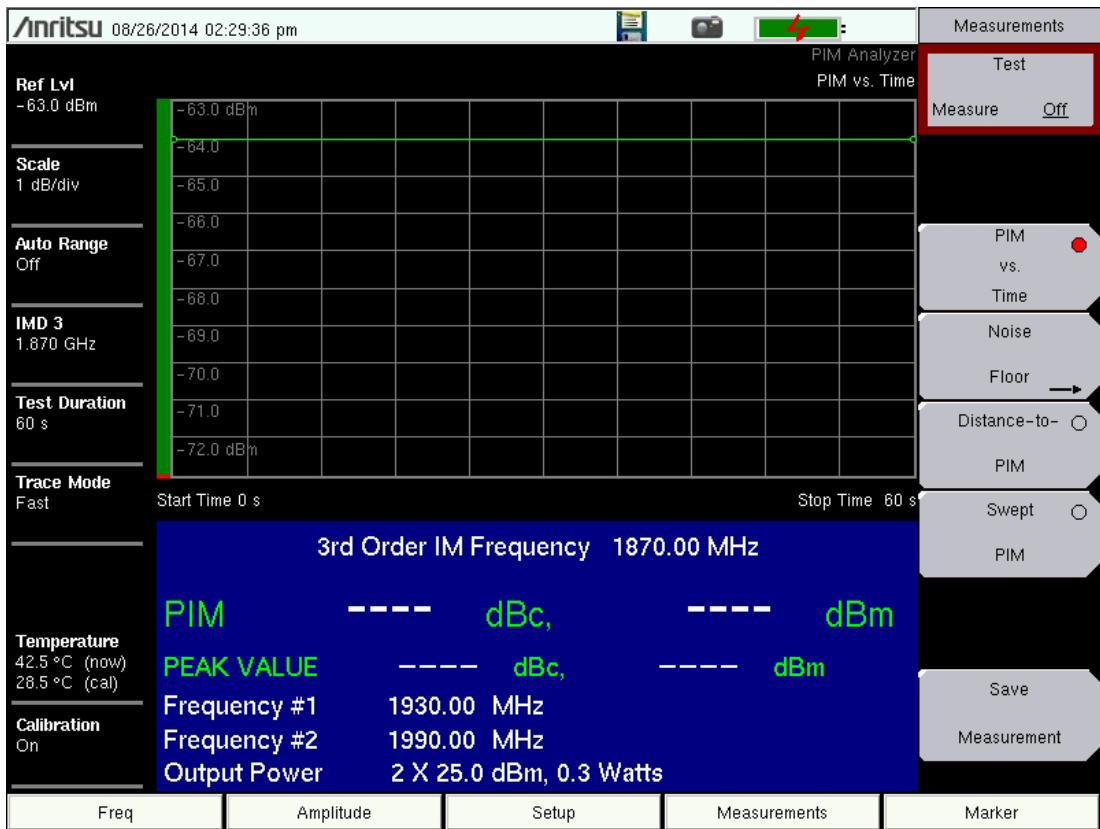 Anritsu 08/26/2014 02:29:36 pm
Measurements
PIM Analyzer
PIM vs. Time
Ref Lvl
-63.0 dBm
Scale
1 dB/div
Auto Range
Off
IMD 3
1.870 GHz
Test Duration
60 s
Trace Mode
Fast
Temperature
42.5 °C (now)
28.5 °C (cal)
Calibration
On
-63.0 dBm
-64.0
-65.0
-66.0
-67.0
-68.0
-69.0
-70.0
-71.0
-72.0 dBm
Start Time 0 s
Stop Time 60 s
3rd Order IM Frequency 1870.00 MHz
PIM ---- dBc, ---- dBm
PEAK VALUE ---- dBc, ---- dBm
Frequency #1 1930.00 MHz
Frequency #2 1990.00 MHz
Output Power 2 X 25.0 dBm, 0.3 Watts
Test
Measure Off
PIM
vs.
Time
Noise
Floor
Distance-to-
PIM
Swept
PIM
Save
Measurement
Freq
Amplitude
Setup
Measurements
Marker